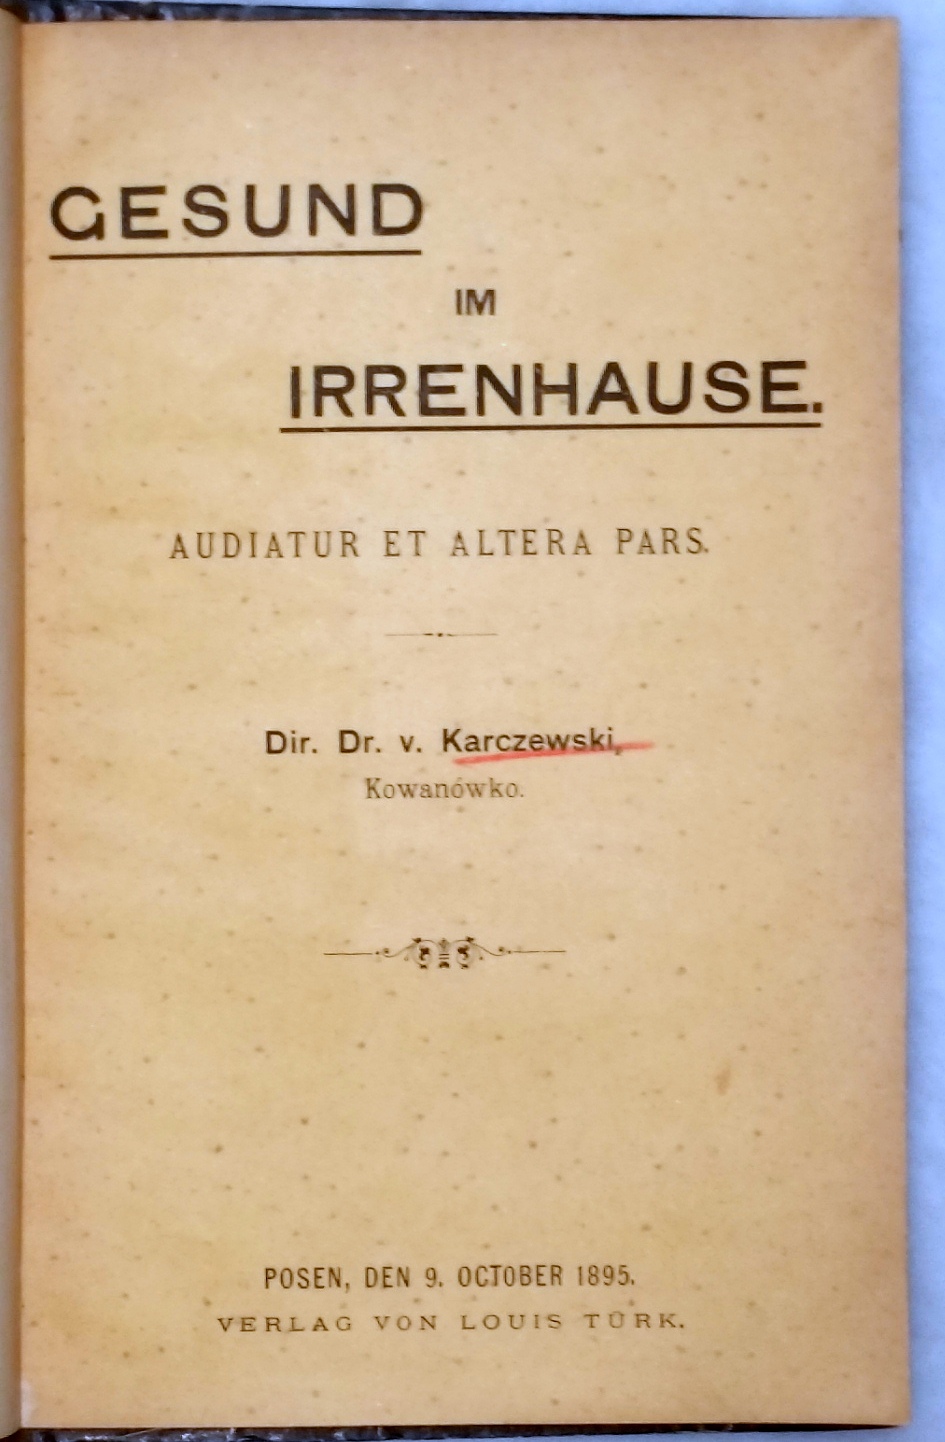 GESUND
IM
IRRENHAUSE.
AUDIATUR ET ALTERA PARS.
Dir. Dr. v. Karczewski,
Kowanówko.
POSEN, DEN 9. OCTOBER 1895.
VERLAG VON LOUIS TÜRK.